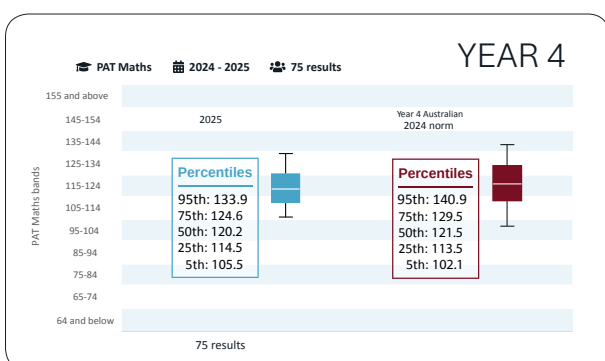 YEAR 4
PAT Maths 2024 - 2025 75 results
155 and above
145-154
135-144
125-134
115-124
105-114
95-104
85-94
75-84
65-74
64 and below
PAT Maths bands
2025
Percentiles
95th: 133.9
75th: 124.6
50th: 120.2
25th: 114.5
5th: 105.5
75 results
Year 4 Australian
2024 norm
Percentiles
95th: 140.9
75th: 129.5
50th: 121.5
25th: 113.5
5th: 102.1